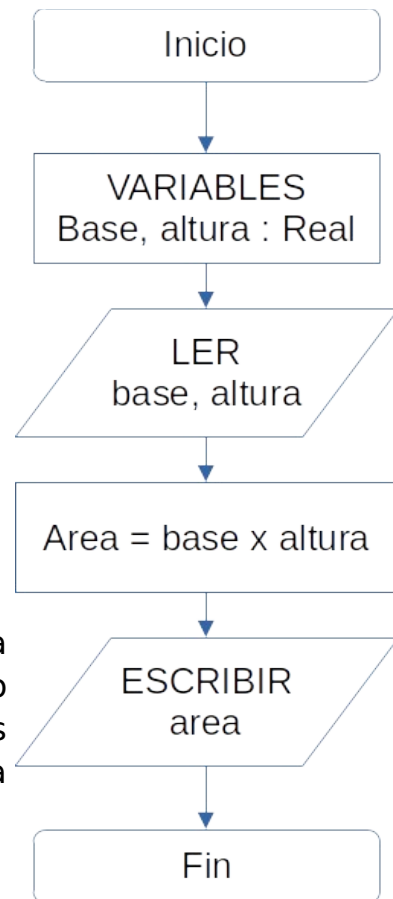 Inicio
VARIABLES
Base, altura : Real
LER
base, altura
Area = base x altura
a
o
s
a
ESCRIBIR
area
Fin